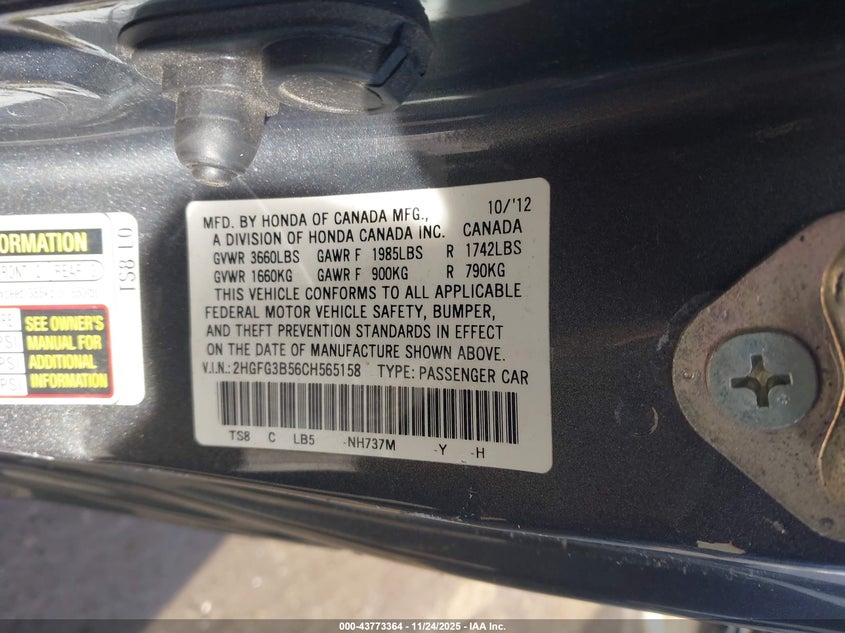 MFD. BY HONDA OF CANADA MFG., 10/'12
A DIVISION OF HONDA CANADA INC. CANADA
GVWR 3660LBS GAWR F 1985LBS R 1742LBS
GVWR 1660KG GAWR F 900KG R 790KG
THIS VEHICLE CONFORMS TO ALL APPLICABLE
FEDERAL MOTOR VEHICLE SAFETY, BUMPER,
AND THEFT PREVENTION STANDARDS IN EFFECT
ON THE DATE OF MANUFACTURE SHOWN ABOVE.
V.I.N.: 2HGFG3B56CH565158 TYPE: PASSENGER CAR
TS8 C LB5 -NH737M -Y -H
ORMATION
REAR
TS8 10
SEE OWNER'S
MANUAL FOR
ADDITIONAL
INFORMATION
000-43773364 - 11/24/2025 - IAA Inc.